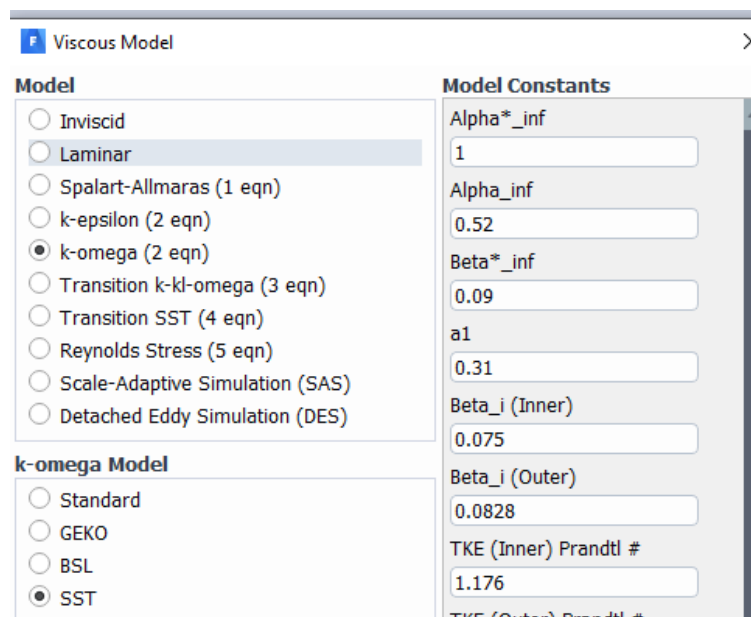 F Viscous Model
Model
Inviscid
Laminar
Spalart-Allmaras (1 eqn)
k-epsilon (2 eqn)
k-omega (2 eqn)
Transition k-kl-omega (3 eqn)
Transition SST (4 eqn)
Reynolds Stress (5 eqn)
Scale-Adaptive Simulation (SAS)
Detached Eddy Simulation (DES)
k-omega Model
Standard
GEKO
BSL
SST
Model Constants
Alpha*_inf
1
Alpha_inf
0.52
Beta*_inf
0.09
a1
0.31
Beta_i (Inner)
0.075
Beta_i (Outer)
0.0828
TKE (Inner) Prandtl #
1.176
TKE (Outer) Prandtl #